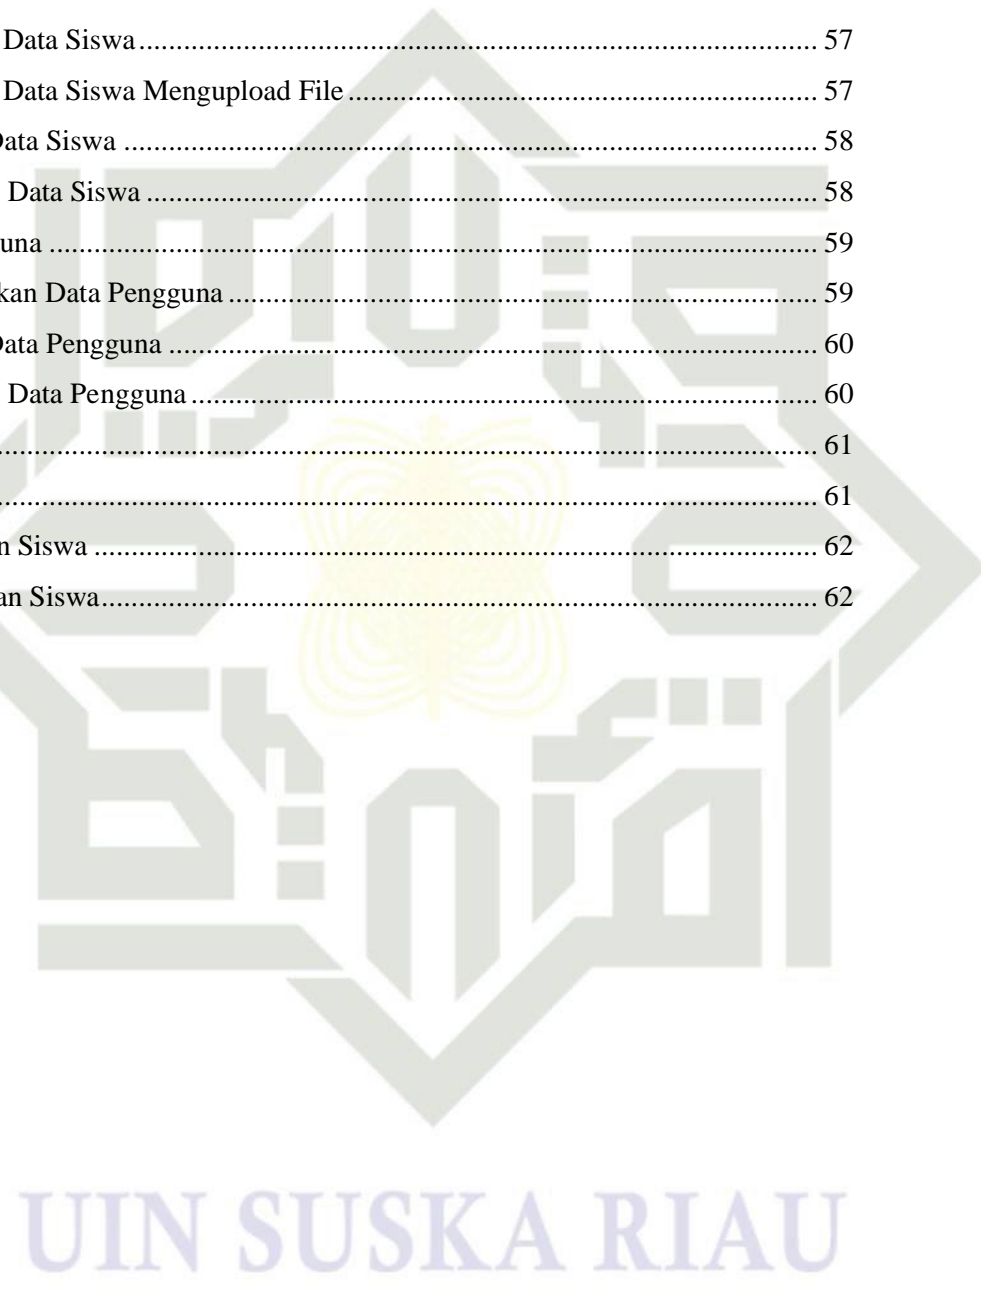 Data Siswa.......... 57
Data Siswa Mengupload File.......... 57
Data Siswa .......... 58
Data Siswa .......... 58
una .......... 59
kan Data Pengguna .......... 59
Data Pengguna .......... 60
Data Pengguna.......... 60
.......... 61
.......... 61
n Siswa .......... 62
an Siswa.......... 62
UIN SUSKA RIAU